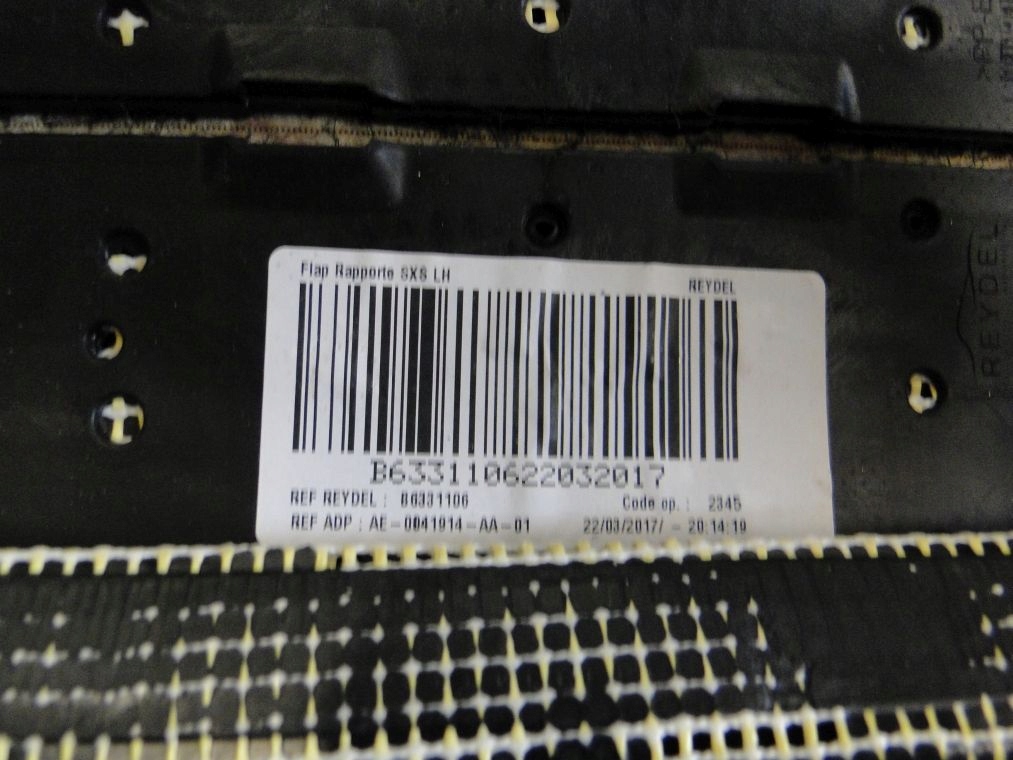 Flap Rapporte SXS LH
REYDEL
B633110622032017
REF REYDEL : B6331106
Code op. : 2345
REF ADP : AE-0041914-AA-01
22/03/2017/ - 20:14:19
REYDEL